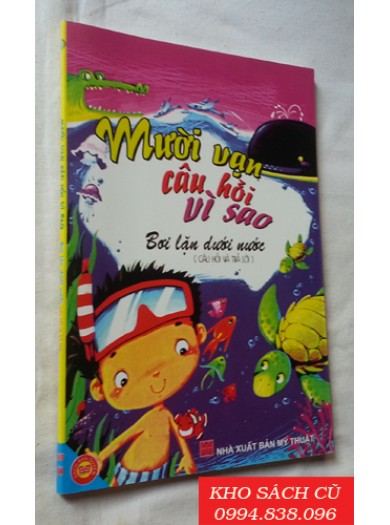 Mười vạn
câu hỏi
vì sao
Bơi lặn dưới nước
( CÂU HỎI VÀ TRẢ LỜI )
NHÀ XUẤT BẢN MỸ THUẬT
KHO SÁCH CŨ
0994.838.096